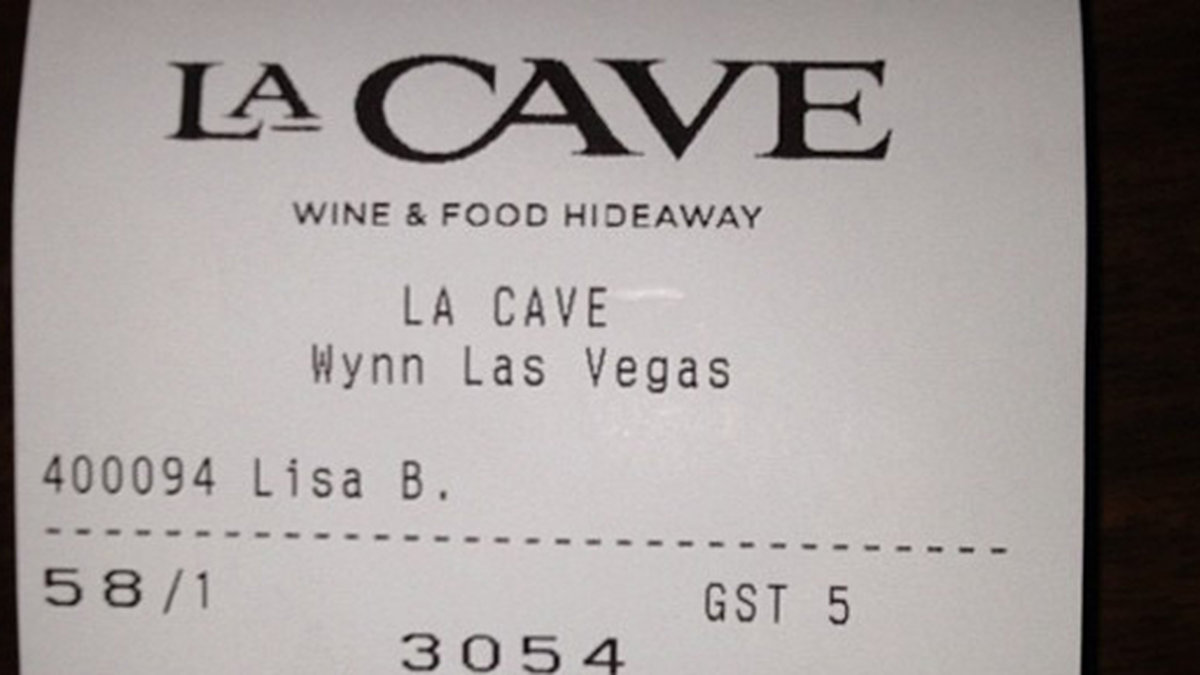 LA CAVE
WINE & FOOD HIDEAWAY
LA CAVE
Wynn Las Vegas
400094 Lisa B.
----------------------------------
58/1 GST 5
3054